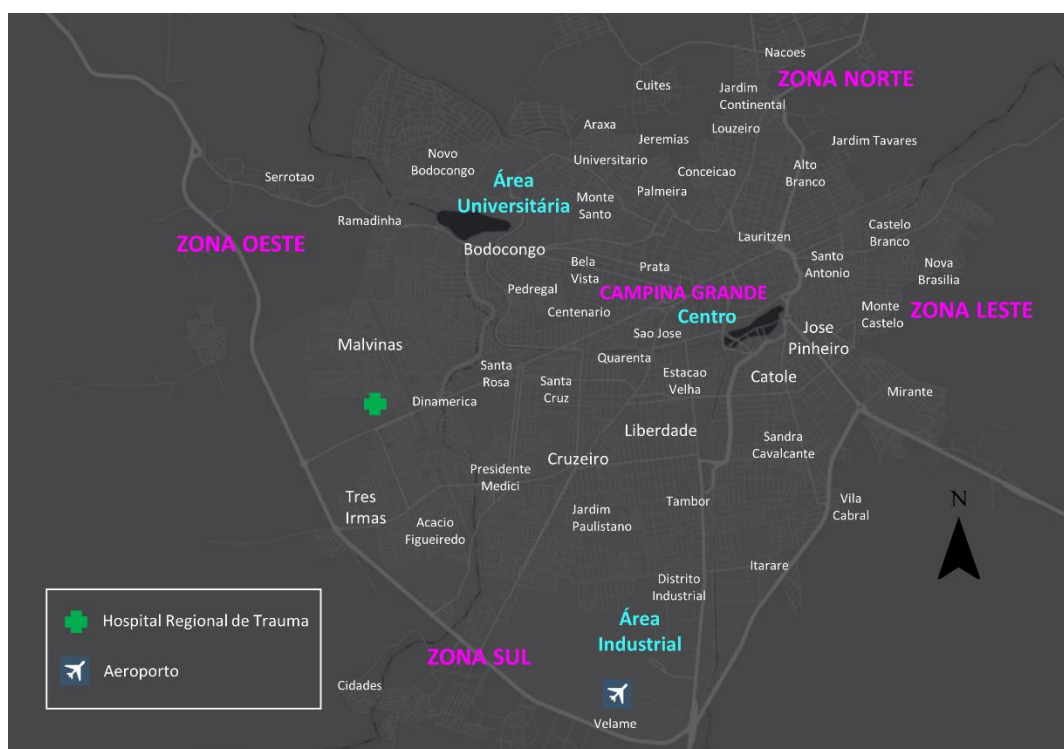 Nacoes
ZONA NORTE
Cuites
Jardim
Continental
Araxa
Jeremias
Louzeiro
Jardim Tavares
Novo
Bodocongo
Universitario
Conceicao
Alto
Branco
Serrotao
Área
Universitária
Monte
Santo
Palmeira
Ramadinha
ZONA OESTE
Bodocongo
Lauritzen
Castelo
Branco
Santo
Antonio
Bela
Vista
Prata
Nova
Brasilia
Pedregal
CAMPINA GRANDE
Centenario
Centro
Monte
Castelo
ZONA LESTE
Sao Jose
Jose
Pinheiro
Malvinas
Quarenta
Santa
Rosa
Santa
Cruz
Estacao
Velha
Catole
Mirante
Dinamerica
Liberdade
Sandra
Cavalcante
Cruzeiro
Presidente
Medici
Tres
Irmas
Acacio
Figueiredo
Jardim
Paulistano
Tambor
Vila
Cabral
N
Itarare
Distrito
Industrial
Área
Industrial
Hospital Regional de Trauma
Aeroporto
ZONA SUL
Cidades
Velame